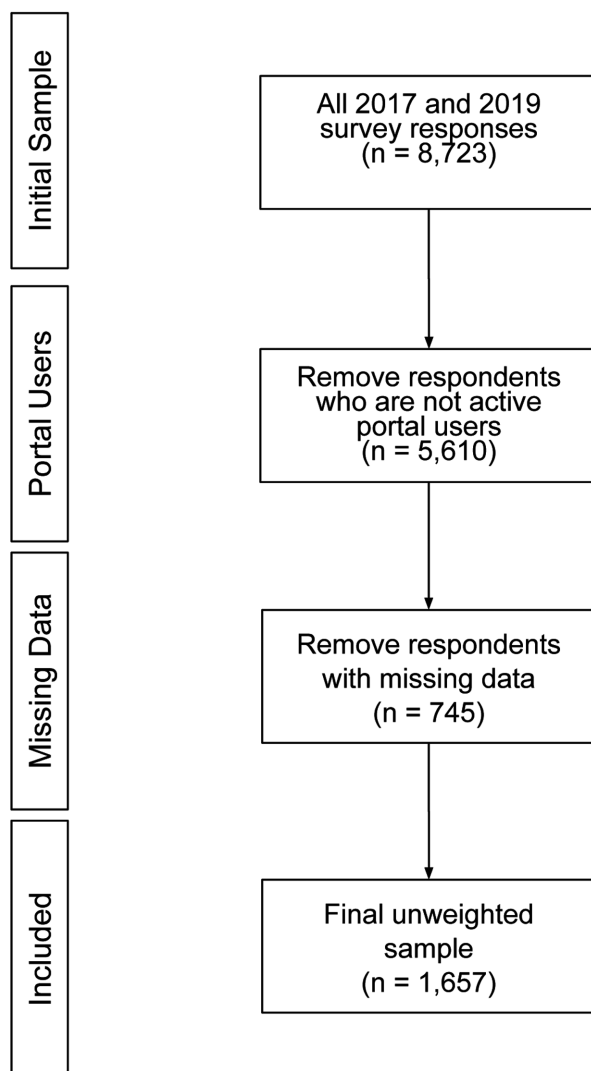 Initial Sample
All 2017 and 2019
survey responses
(n = 8,723)
Portal Users
Remove respondents
who are not active
portal users
(n = 5,610)
Missing Data
Remove respondents
with missing data
(n = 745)
Included
Final unweighted
sample
(n = 1,657)